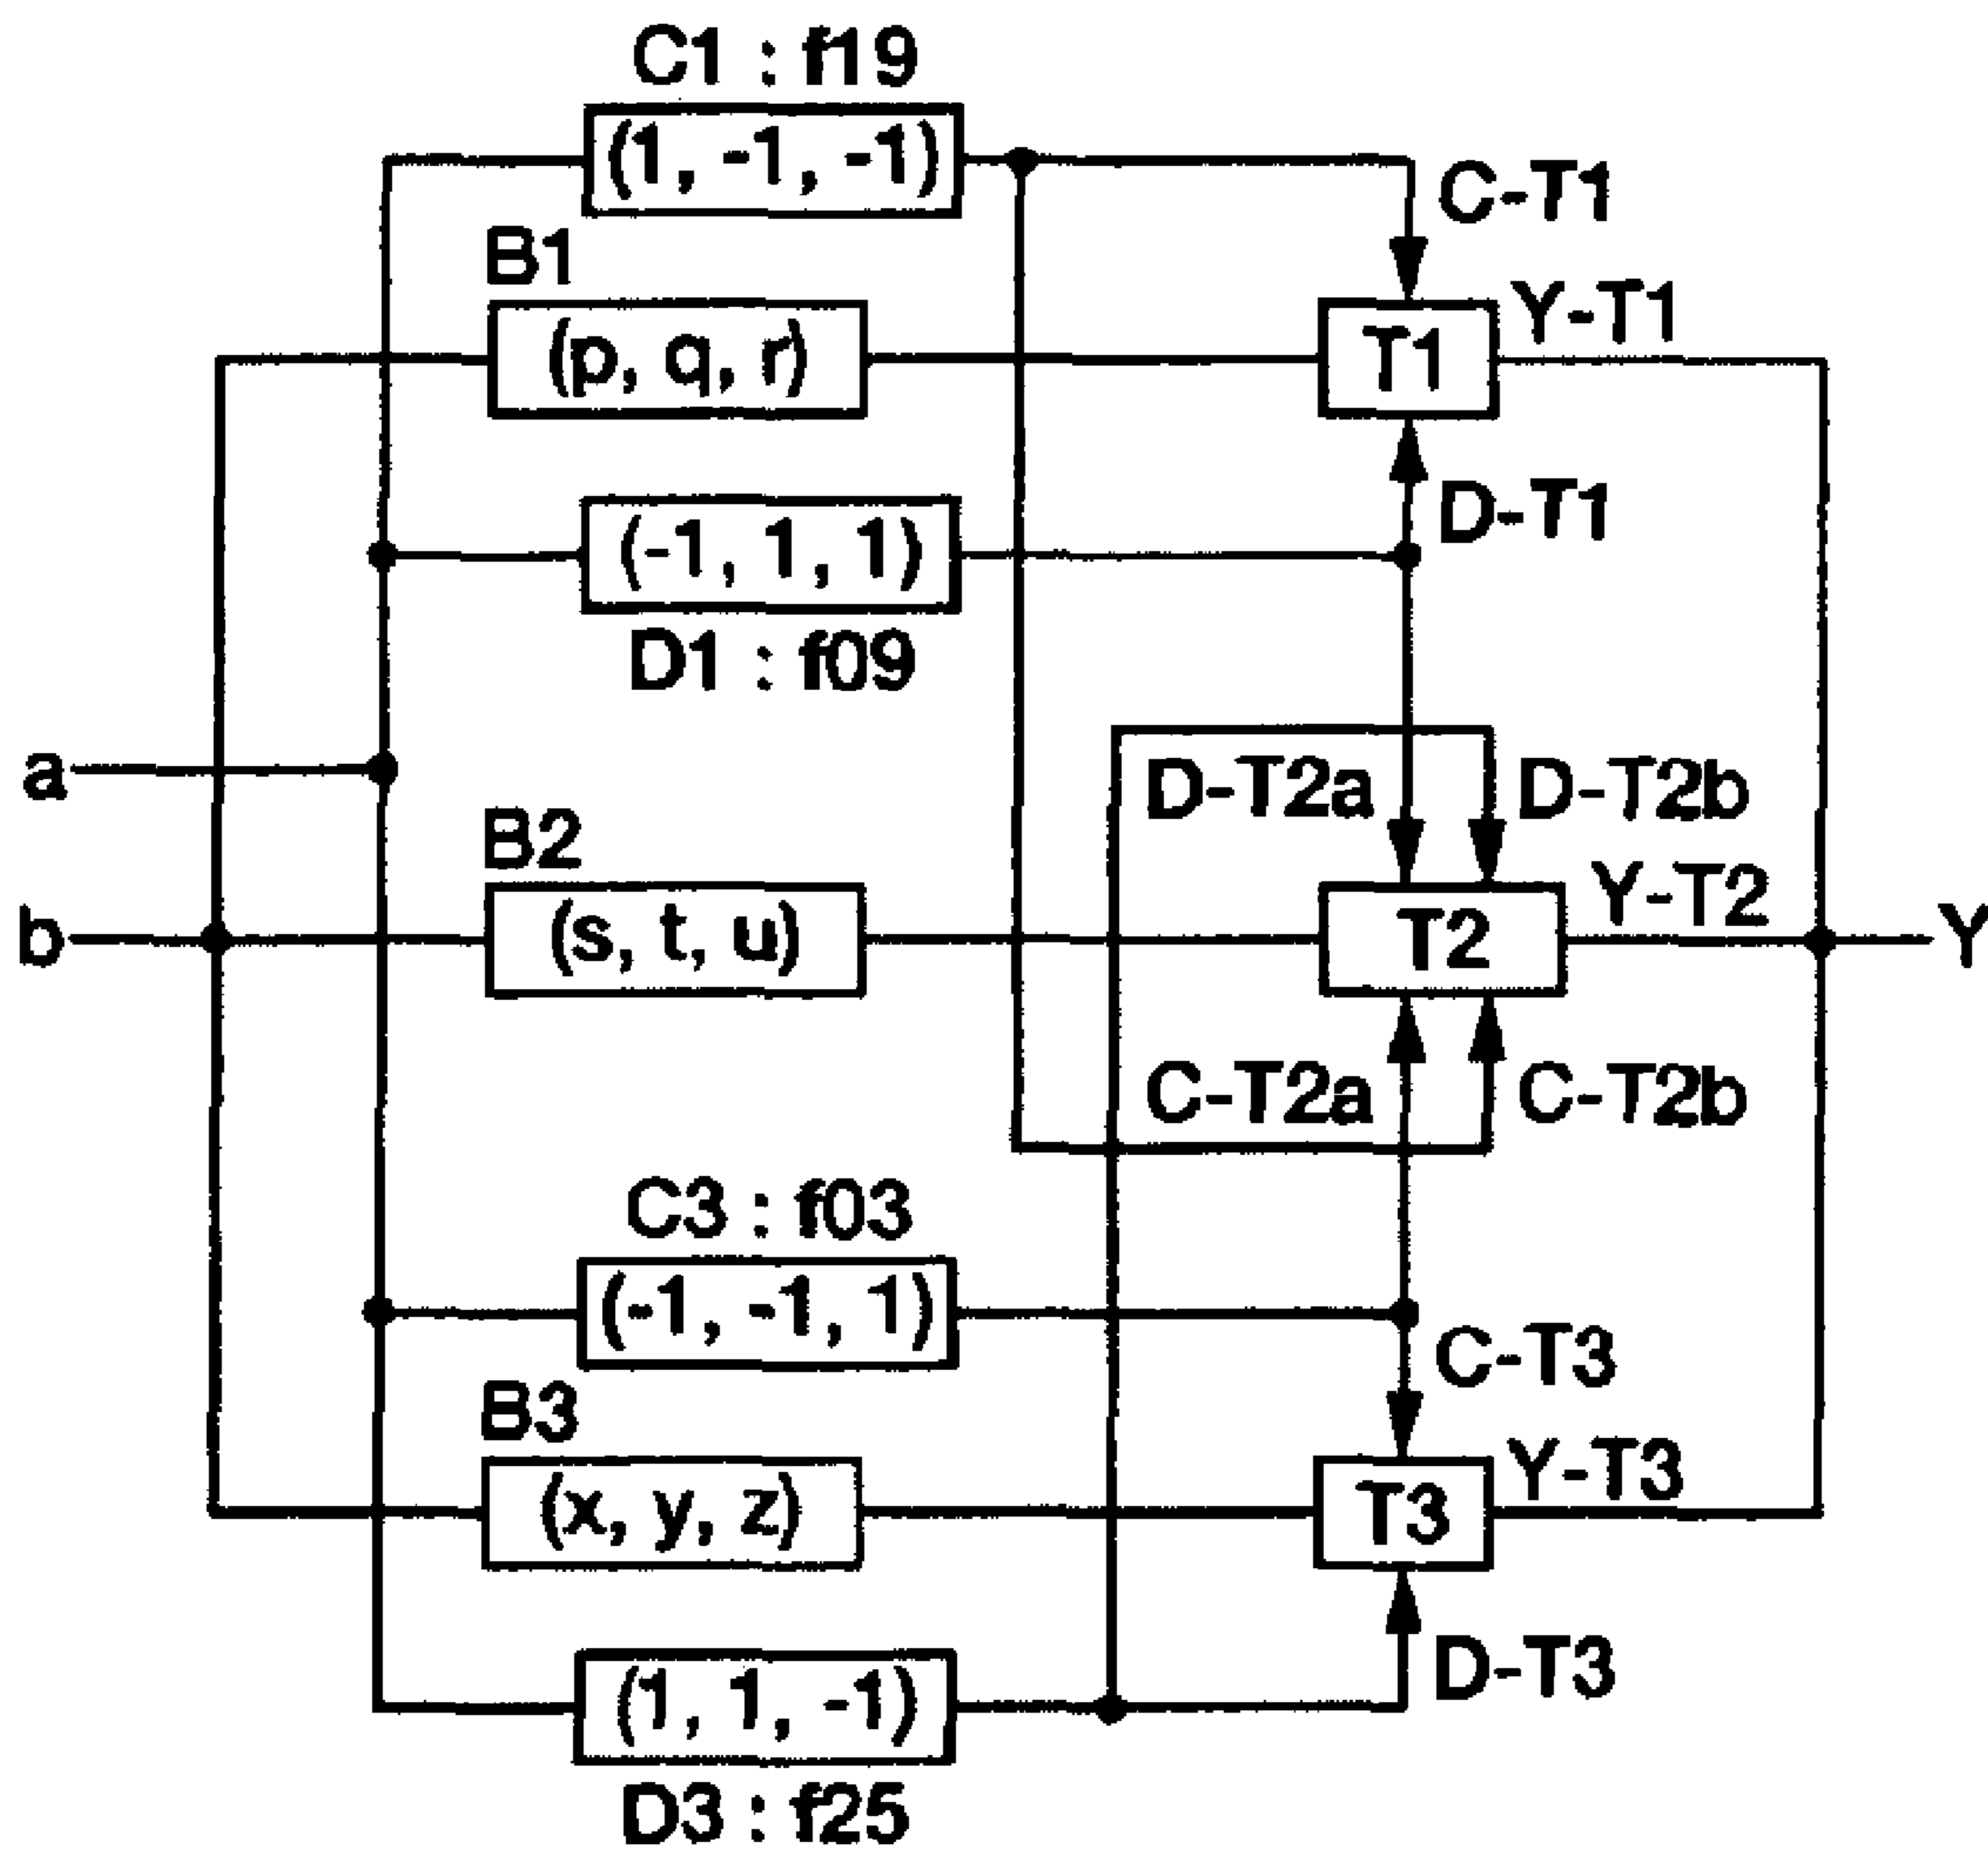 C1 : f19
(1, -1, -1)
C-T1
B1
(p, q, r)
T1
Y-T1
D-T1
(-1, 1, 1)
D1 : f09
a
D-T2a
D-T2b
B2
b
(s, t, u)
T2
Y-T2
Y
C-T2a
C-T2b
C3 : f03
(-1, -1, 1)
C-T3
B3
(x, y, z)
T3
Y-T3
D-T3
(1, 1, -1)
D3 : f25